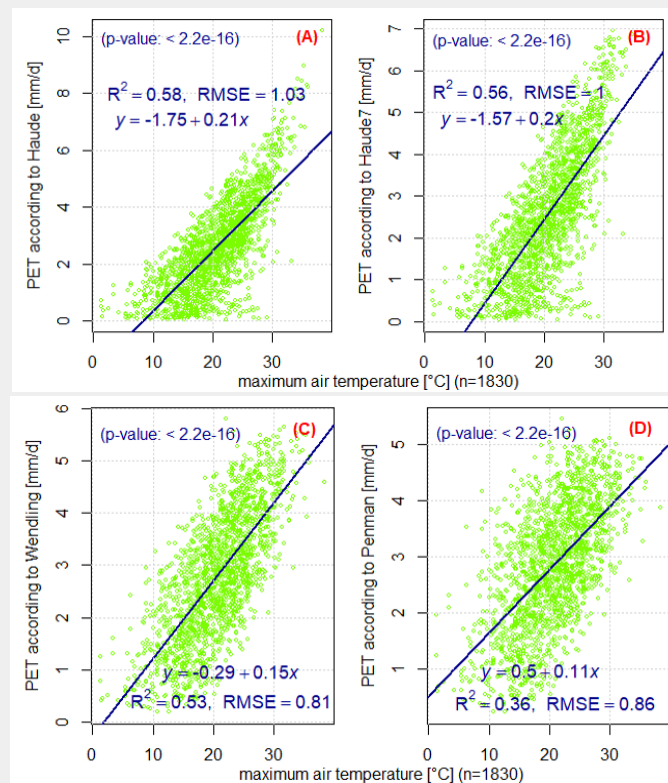 (p-value: < 2.2e-16) (A)
R² = 0.58, RMSE = 1.03
y = -1.75 + 0.21x
PET according to Haude [mm/d]
0 2 4 6 8 10
0 10 20 30
(p-value: < 2.2e-16) (B)
R² = 0.56, RMSE = 1
y = -1.57 + 0.2x
PET according to Haude7 [mm/d]
0 1 2 3 4 5 6 7
0 10 20 30
maximum air temperature [°C] (n=1830)
(p-value: < 2.2e-16) (C)
y = -0.29 + 0.15x
R² = 0.53, RMSE = 0.81
PET according to Wendling [mm/d]
0 1 2 3 4 5 6
0 10 20 30
(p-value: < 2.2e-16) (D)
y = 0.5 + 0.11x
R² = 0.36, RMSE = 0.86
PET according to Penman [mm/d]
1 2 3 4 5
0 10 20 30
maximum air temperature [°C] (n=1830)